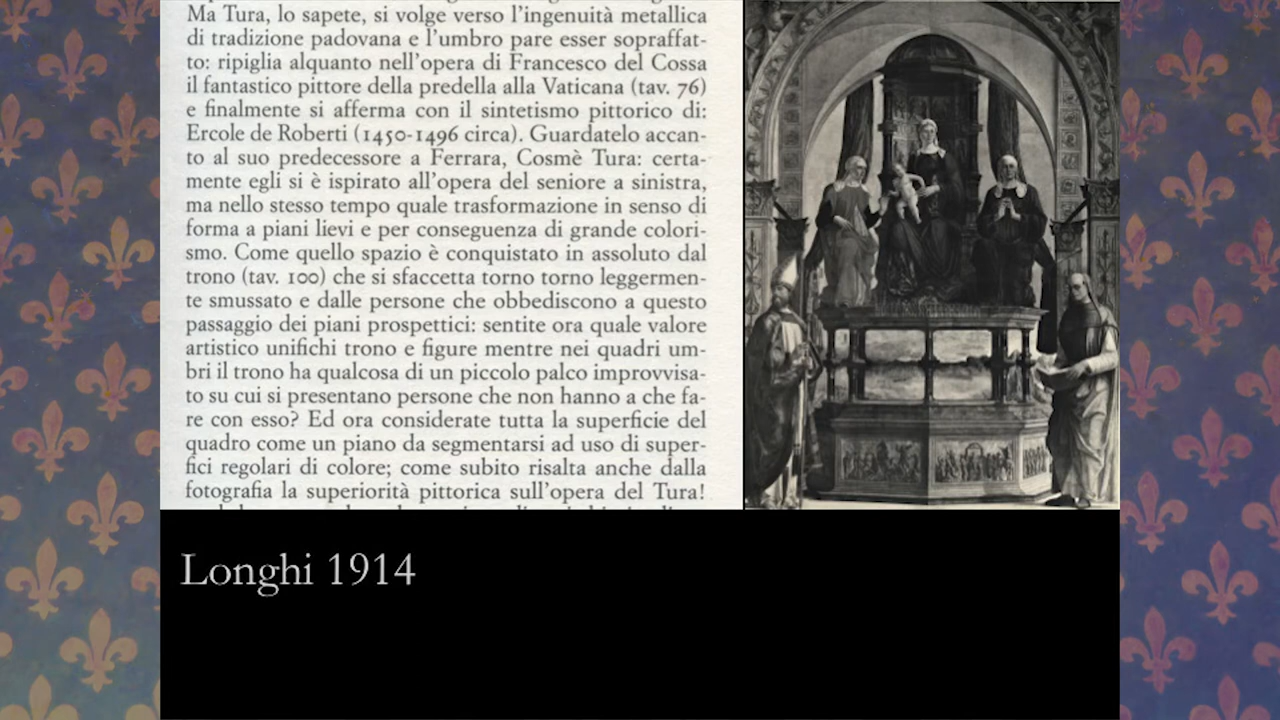 Ma Tura, lo sapete, si volge verso l’ingenuità metallica
di tradizione padovana e l’umbro pare esser sopraffat-
to: ripiglia alquanto nell’opera di Francesco del Cossa
il fantastico pittore della predella alla Vaticana (tav. 76)
e finalmente si afferma con il sintetismo pittorico di:
Ercole de Roberti (1450-1496 circa). Guardatelo accan-
to al suo predecessore a Ferrara, Cosmè Tura: certa-
mente egli si è ispirato all’opera del seniore a sinistra,
ma nello stesso tempo quale trasformazione in senso di
forma a piani lievi e per conseguenza di grande colori-
smo. Come quello spazio è conquistato in assoluto dal
trono (tav. 100) che si sfaccetta torno torno leggermen-
te smussato e dalle persone che obbediscono a questo
passaggio dei piani prospettici: sentite ora quale valore
artistico unifichi trono e figure mentre nei quadri um-
bri il trono ha qualcosa di un piccolo palco improvvisa-
to su cui si presentano persone che non hanno a che fa-
re con esso? Ed ora considerate tutta la superficie del
quadro come un piano da segmentarsi ad uso di super-
fici regolari di colore; come subito risalta anche dalla
fotografia la superiorità pittorica sull’opera del Tura!
Longhi 1914